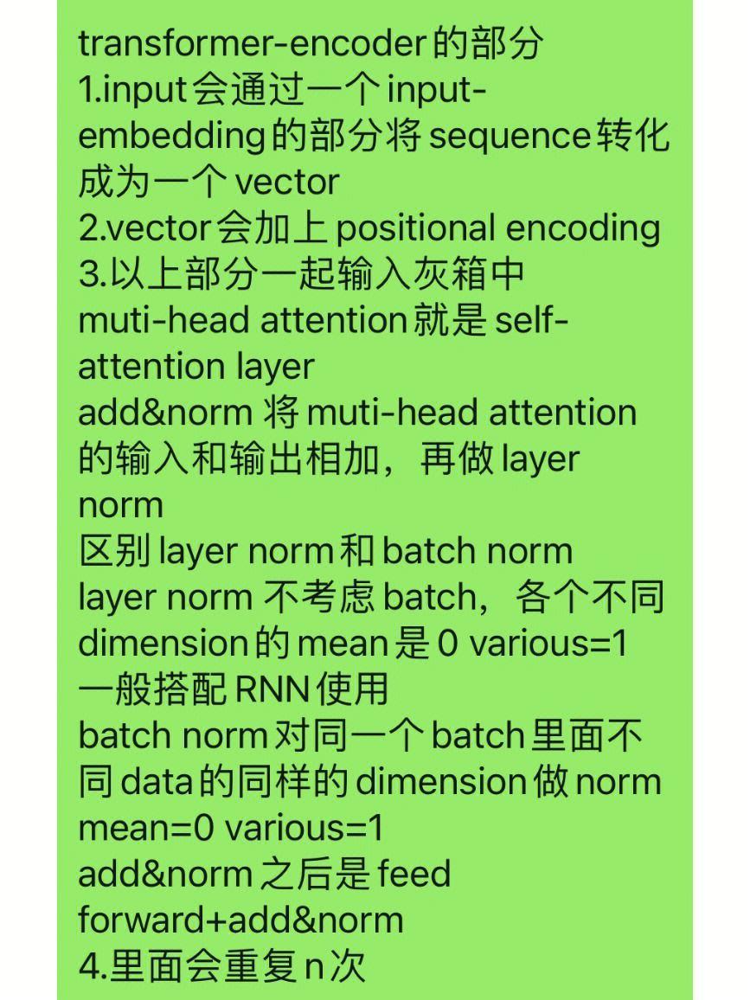 transformer-encoder的部分
1.input会通过一个input-
embedding的部分将sequence转化
成为一个vector
2.vector会加上positional encoding
3.以上部分一起输入灰箱中
muti-head attention就是self-
attention layer
add&norm 将muti-head attention
的输入和输出相加，再做layer
norm
区别layer norm和batch norm
layer norm 不考虑batch，各个不同
dimension的mean是0 various=1
一般搭配RNN使用
batch norm对同一个batch里面不
同data的同样的dimension做norm
mean=0 various=1
add&norm之后是feed
forward+add&norm
4.里面会重复n次